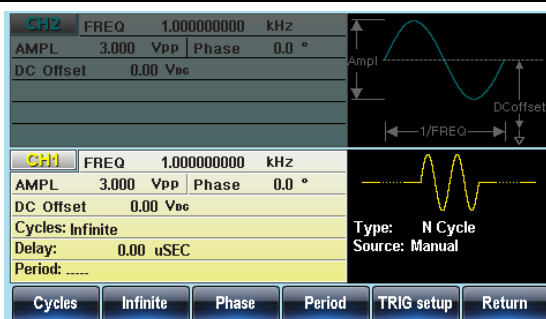 CH2 FREQ 1.000000000 kHz
AMPL 3.000 Vpp Phase 0.0 °
DC Offset 0.00 VDC
Ampl
DCoffset
1/FREQ
CH1 FREQ 1.000000000 kHz
AMPL 3.000 Vpp Phase 0.0 °
DC Offset 0.00 VDC
Cycles: Infinite
Delay: 0.00 uSEC
Period: -----
Type: N Cycle
Source: Manual
Cycles Infinite Phase Period TRIG setup Return